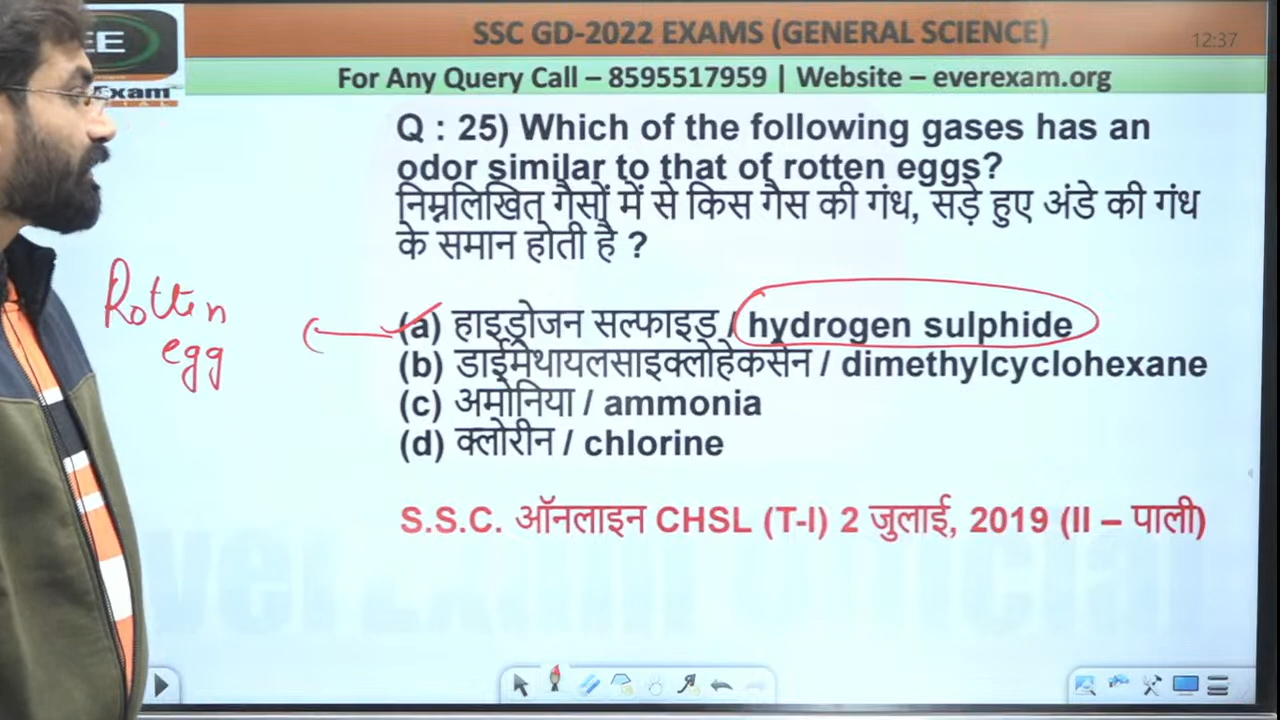 EE
Exam
SSC GD-2022 EXAMS (GENERAL SCIENCE)
12:37
For Any Query Call – 8595517959 | Website – everexam.org
Q : 25) Which of the following gases has an
odor similar to that of rotten eggs?
निम्नलिखित गैसों में से किस गैस की गंध, सड़े हुए अंडे की गंध
के समान होती है ?
Rotten
egg
(a) हाइड्रोजन सल्फाइड / hydrogen sulphide
(b) डाईमेथायलसाइक्लोहेकसेन / dimethylcyclohexane
(c) अमोनिया / ammonia
(d) क्लोरीन / chlorine
S.S.C. ऑनलाइन CHSL (T-I) 2 जुलाई, 2019 (II – पाली)